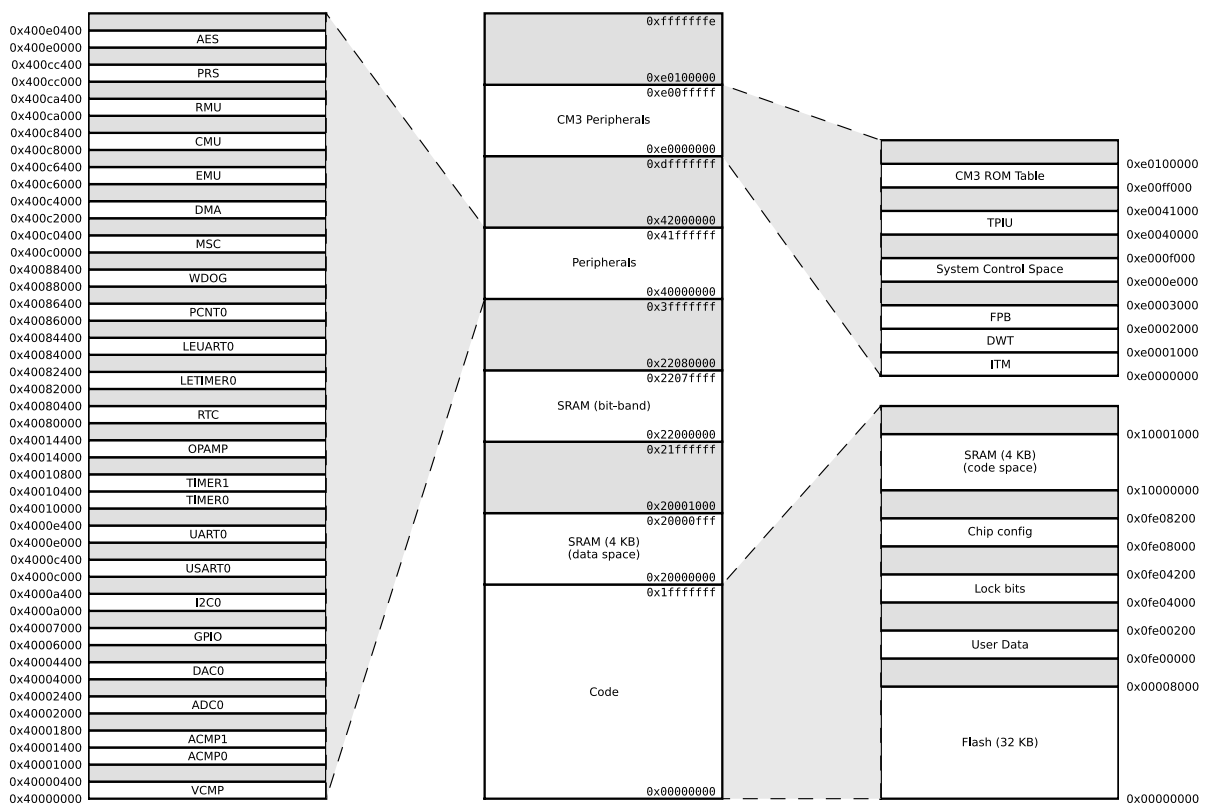 0x400e0400
AES
0x400e0000
0x400cc400
PRS
0x400cc000
0x400ca400
RMU
0x400ca000
0x400c8400
CMU
0x400c8000
0x400c6400
EMU
0x400c6000
0x400c4000
DMA
0x400c2000
0x400c0400
MSC
0x400c0000
0x40088400
WDOG
0x40088000
0x40086400
PCNT0
0x40086000
0x40084400
LEUART0
0x40084000
0x40082400
LETIMER0
0x40082000
0x40080400
RTC
0x40080000
0x40014400
OPAMP
0x40014000
0x40010800
TIMER1
0x40010400
TIMER0
0x40010000
0x4000e400
UART0
0x4000e000
0x4000c400
USART0
0x4000c000
0x4000a400
I2C0
0x4000a000
0x40007000
GPIO
0x40006000
0x40004400
DAC0
0x40004000
0x40002400
ADC0
0x40002000
0x40001800
ACMP1
0x40001400
ACMP0
0x40001000
0x40000400
VCMP
0x40000000
0xfffffffe
0xe0100000
0xe00fffff
CM3 Peripherals
0xe0000000
0xdfffffff
0x42000000
0x41ffffff
Peripherals
0x40000000
0x3fffffff
0x22080000
0x2207ffff
SRAM (bit-band)
0x22000000
0x21ffffff
0x20001000
0x20000fff
SRAM (4 KB)
(data space)
0x20000000
0x1fffffff
Code
0x00000000
0xe0100000
CM3 ROM Table
0xe00ff000
0xe0041000
TPIU
0xe0040000
0xe000f000
System Control Space
0xe000e000
0xe0003000
FPB
0xe0002000
DWT
0xe0001000
ITM
0xe0000000
0x10001000
SRAM (4 KB)
(code space)
0x10000000
0x0fe08200
Chip config
0x0fe08000
0x0fe04200
Lock bits
0x0fe04000
0x0fe00200
User Data
0x0fe00000
0x00008000
Flash (32 KB)
0x00000000